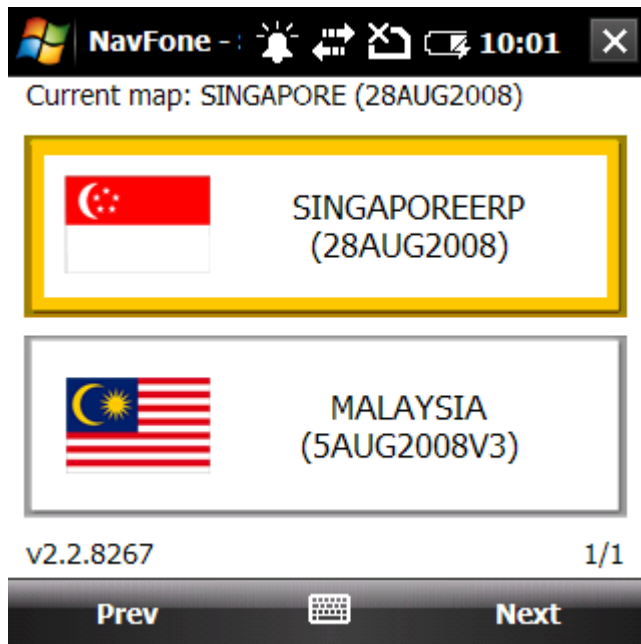 NavFone - 10:01
Current map: SINGAPORE (28AUG2008)
SINGAPOREERP
(28AUG2008)
MALAYSIA
(5AUG2008V3)
v2.2.8267 1/1
Prev Next